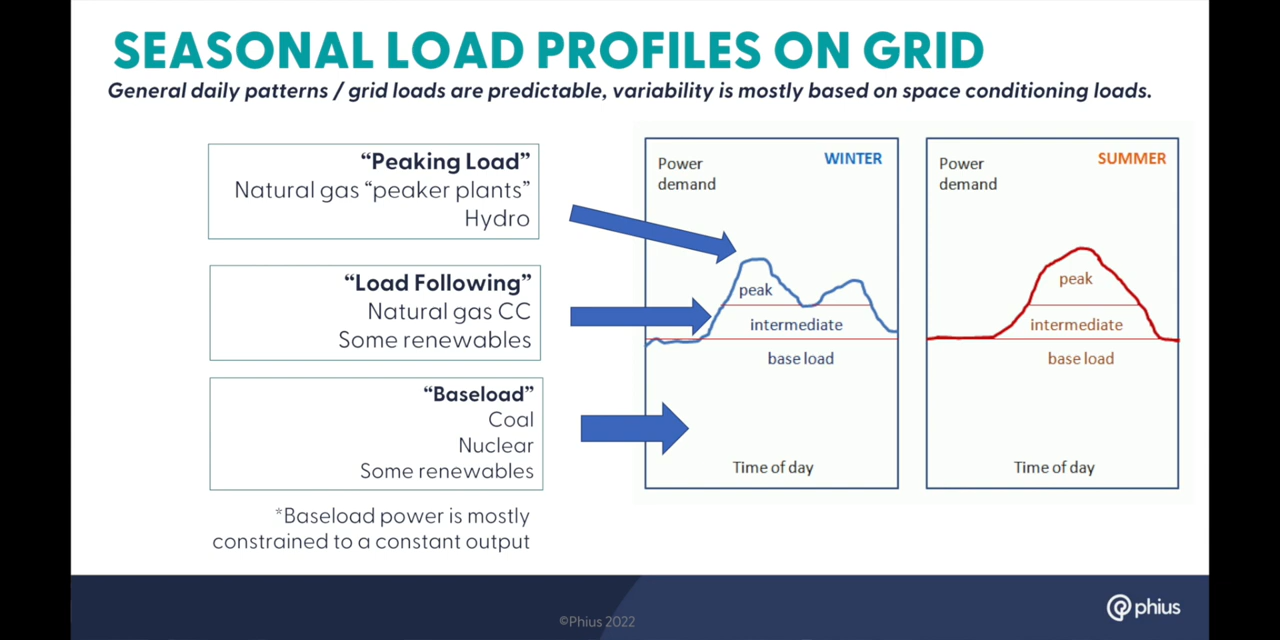 SEASONAL LOAD PROFILES ON GRID
General daily patterns / grid loads are predictable, variability is mostly based on space conditioning loads.
“Peaking Load”
Natural gas “peaker plants”
Hydro
“Load Following”
Natural gas CC
Some renewables
“Baseload”
Coal
Nuclear
Some renewables
*Baseload power is mostly
constrained to a constant output
Power
demand
WINTER
peak
intermediate
base load
Time of day
Power
demand
SUMMER
peak
intermediate
base load
Time of day
©Phius 2022
phius